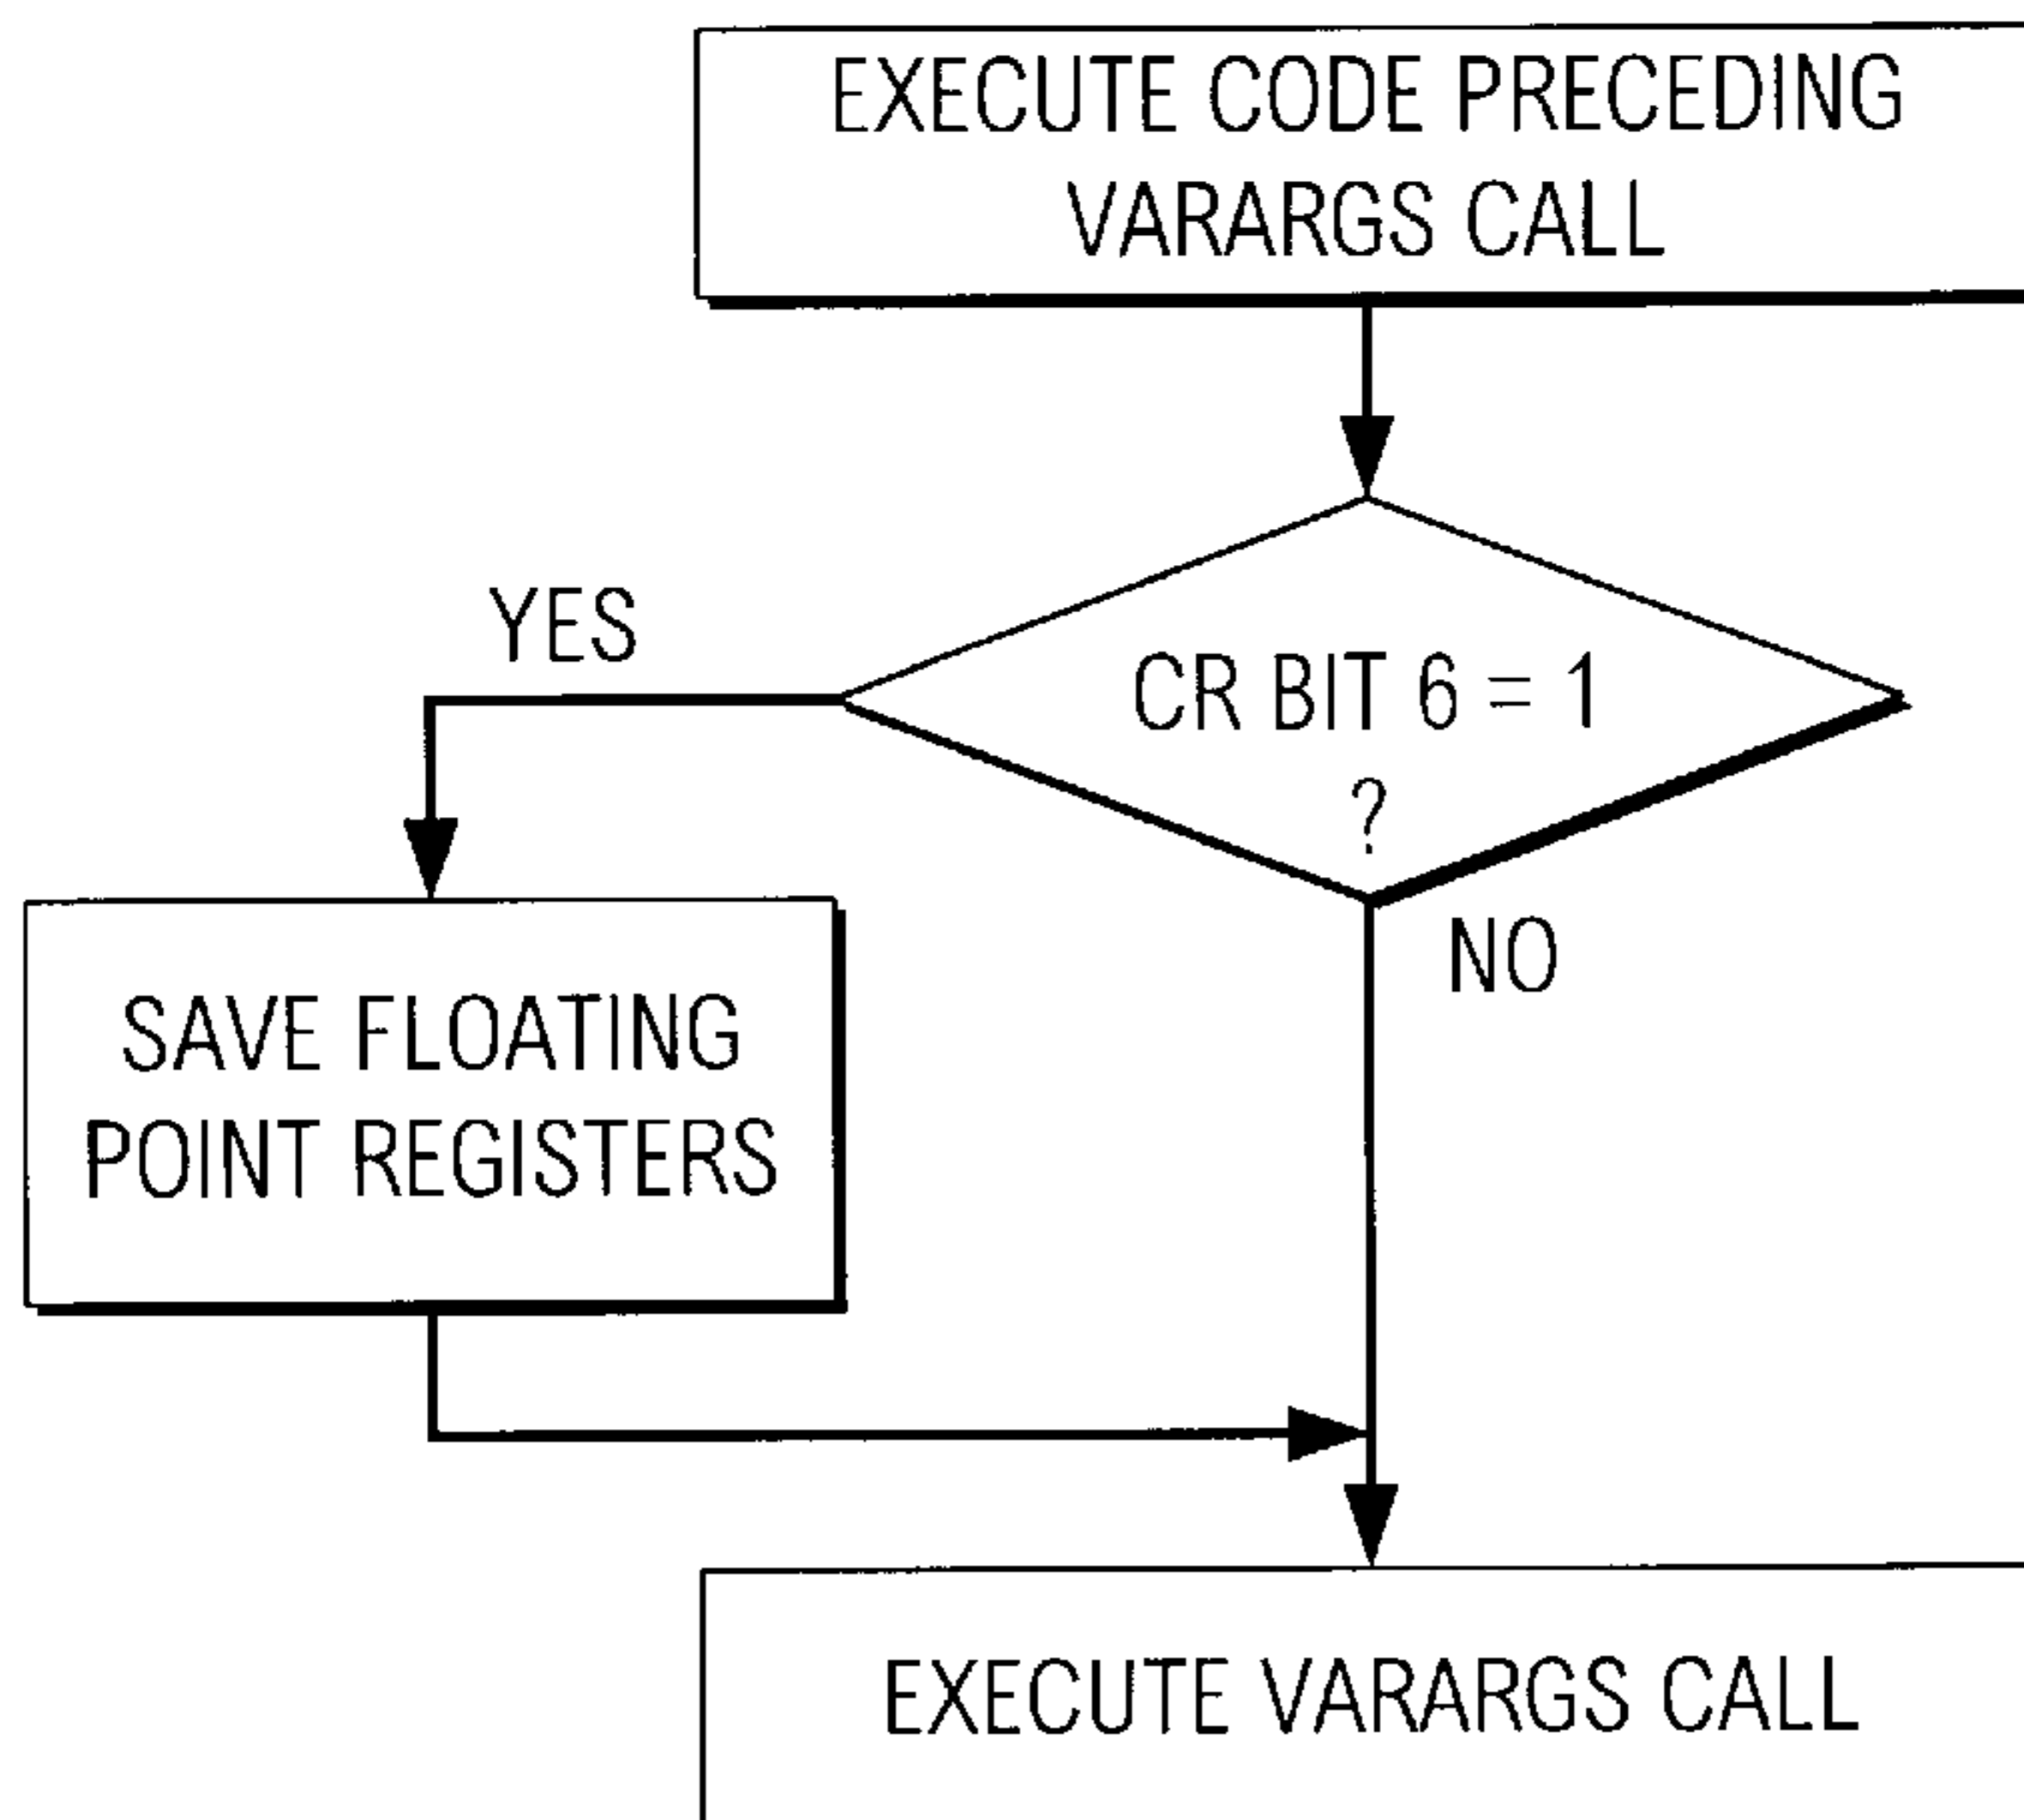 EXECUTE CODE PRECEDING
VARARGS CALL
YES
CR BIT 6 = 1
?
NO
SAVE FLOATING
POINT REGISTERS
EXECUTE VARARGS CALL